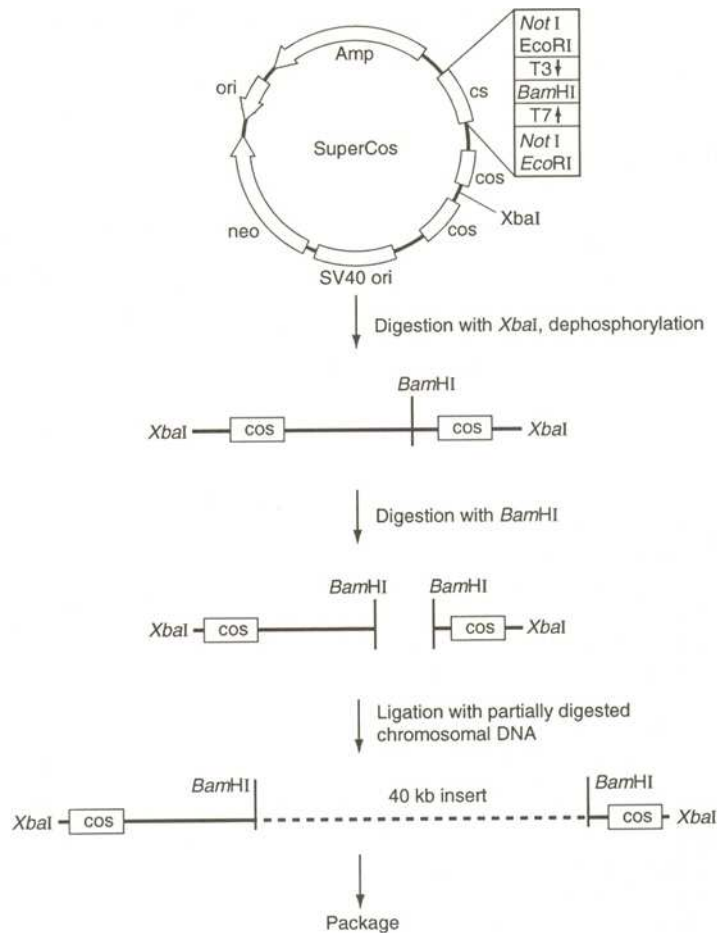 Not I
EcoRI
T3
BamHI
T7
Not I
EcoRI
Amp
ori
cs
SuperCos
cos
XbaI
cos
neo
SV40 ori
Digestion with XbaI, dephosphorylation
BamHI
XbaI cos cos XbaI
Digestion with BamHI
BamHI BamHI
XbaI cos cos XbaI
Ligation with partially digested
chromosomal DNA
BamHI 40 kb insert BamHI
XbaI cos cos XbaI
Package